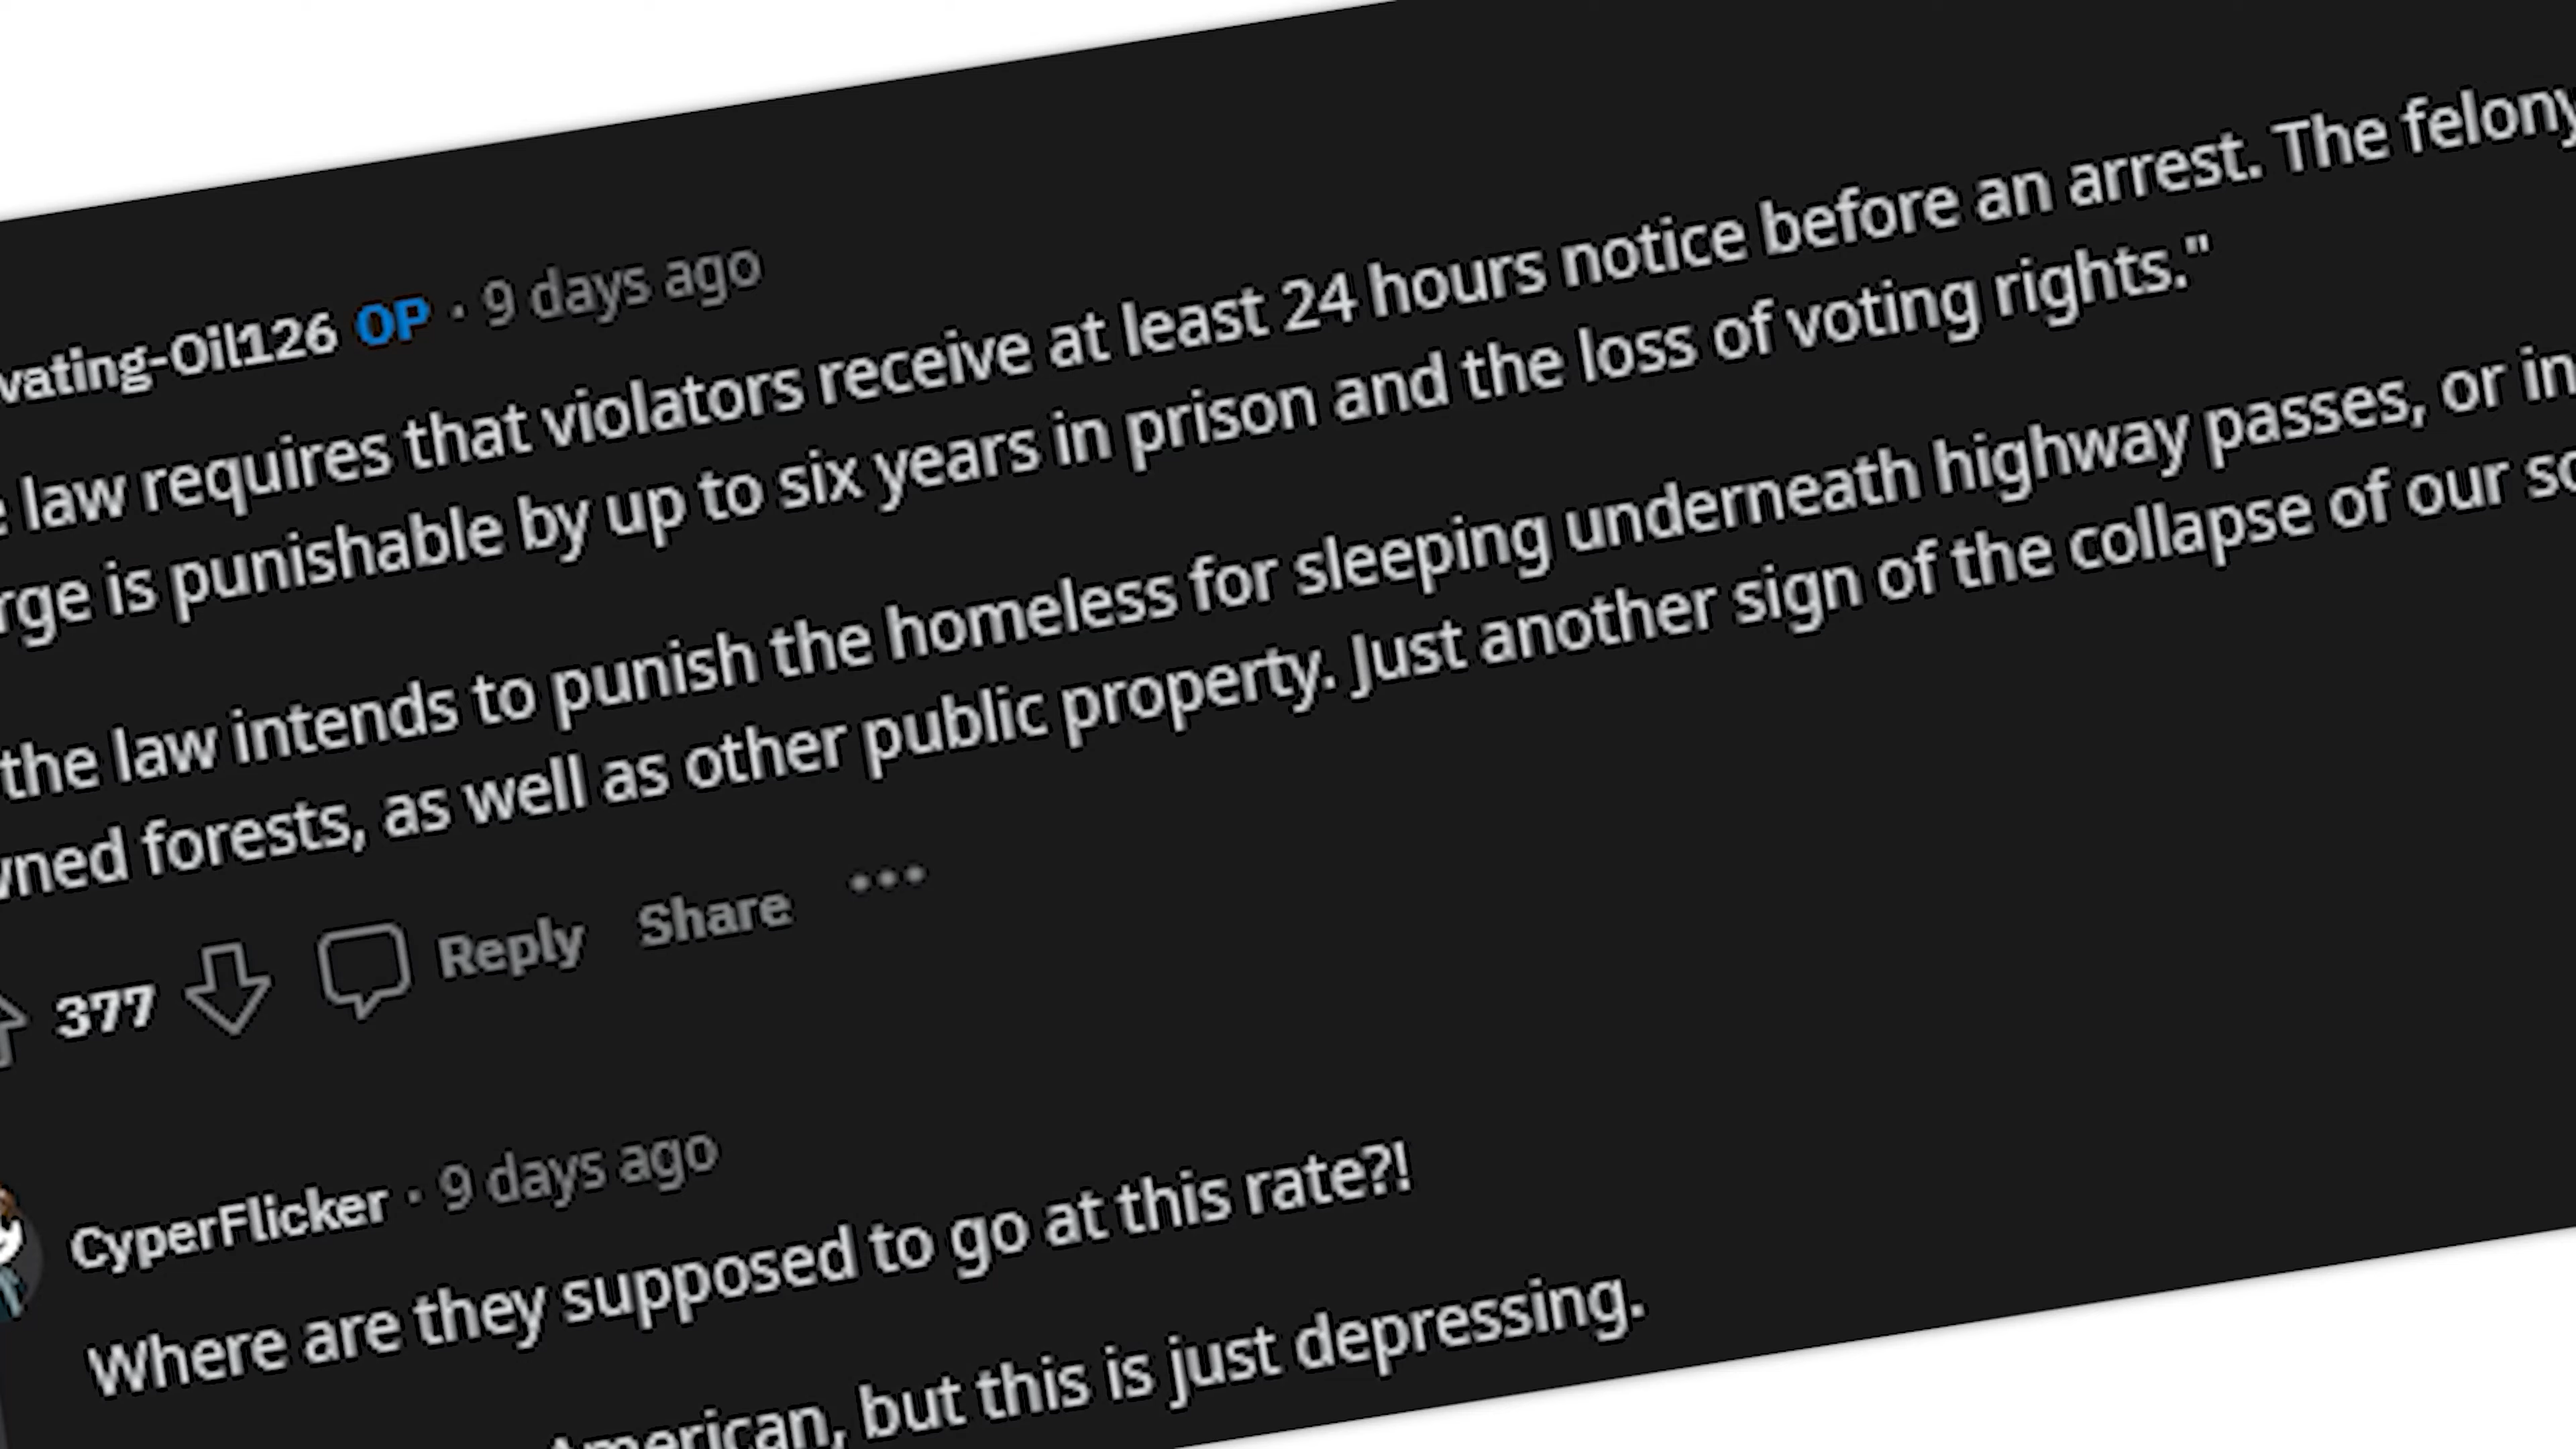 vating-Oil126 OP · 9 days ago
law requires that violators receive at least 24 hours notice before an arrest. The felony
rge is punishable by up to six years in prison and the loss of voting rights."
the law intends to punish the homeless for sleeping underneath highway passes, or in
wned forests, as well as other public property. Just another sign of the collapse of our so
377 Reply Share ...
CyperFlicker · 9 days ago
Where are they supposed to go at this rate?!
American, but this is just depressing.